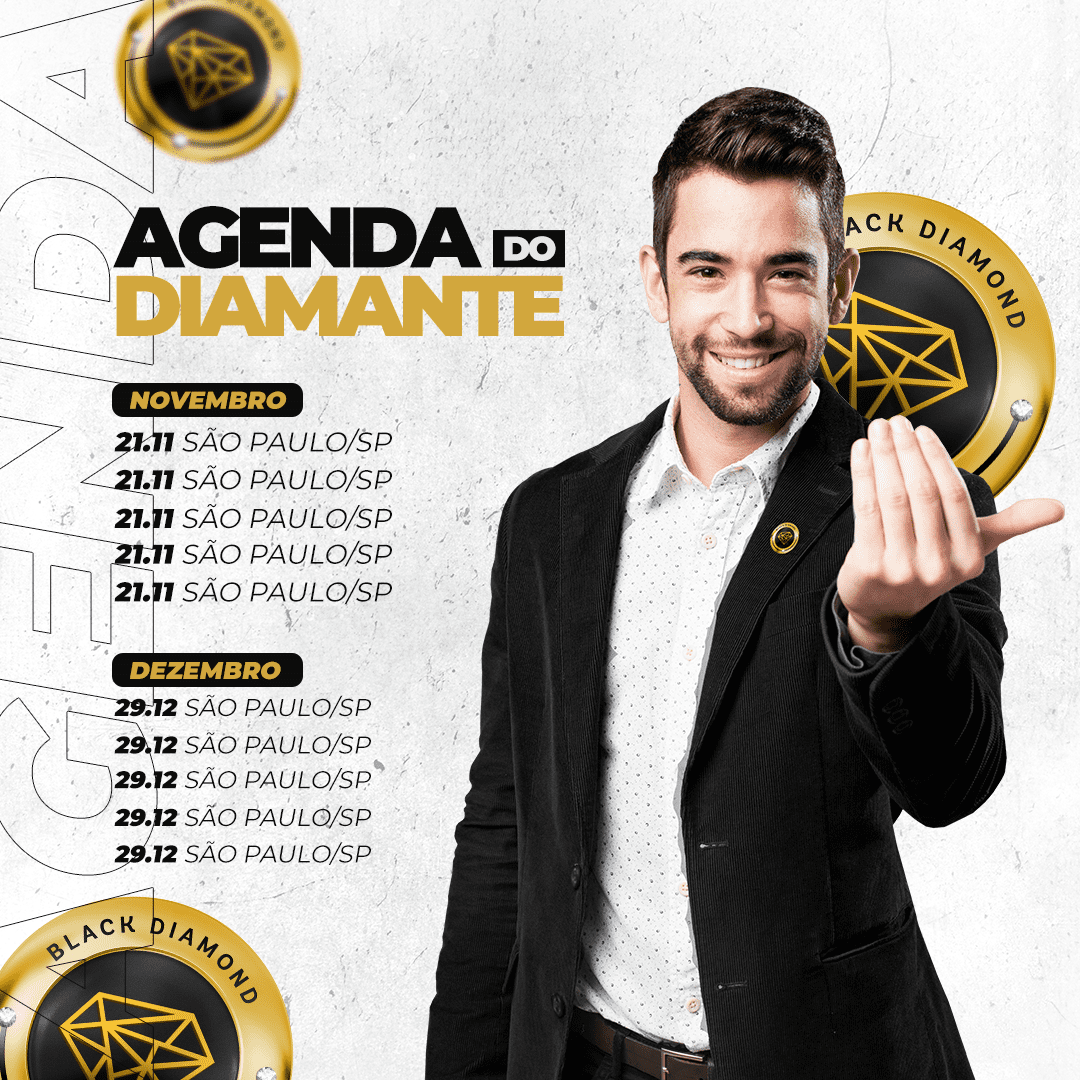 AGENDA
AGENDA DO
DIAMANTE
NOVEMBRO
21.11 SÃO PAULO/SP
21.11 SÃO PAULO/SP
21.11 SÃO PAULO/SP
21.11 SÃO PAULO/SP
21.11 SÃO PAULO/SP
DEZEMBRO
29.12 SÃO PAULO/SP
29.12 SÃO PAULO/SP
29.12 SÃO PAULO/SP
29.12 SÃO PAULO/SP
29.12 SÃO PAULO/SP
ACK DIAMOND
BLACK DIAMOND